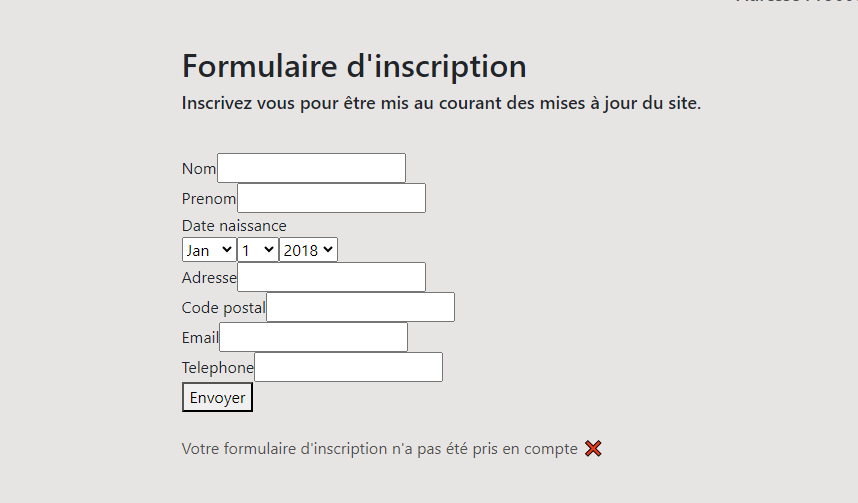 Formulaire d'inscription
Inscrivez vous pour être mis au courant des mises à jour du site.
Nom
Prenom
Date naissance
Jan 1 2018
Adresse
Code postal
Email
Telephone
Envoyer
Votre formulaire d'inscription n'a pas été pris en compte ❌